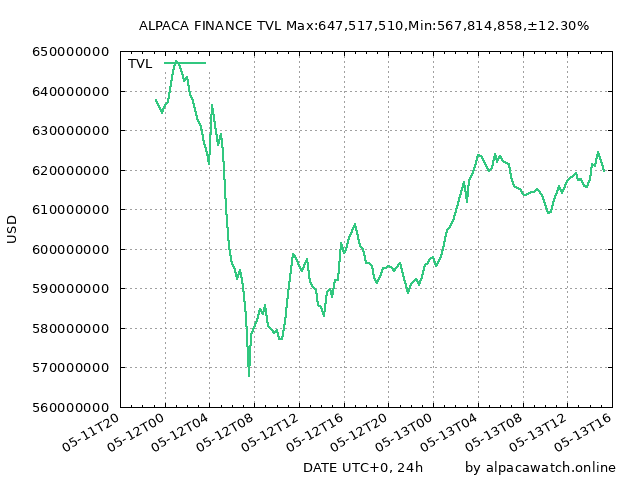 ALPACA FINANCE TVL Max:647,517,510,Min:567,814,858,±12.30%
650000000
TVL
640000000
630000000
620000000
610000000
USD
600000000
590000000
580000000
570000000
560000000
05-11T20
05-12T00
05-12T04
05-12T08
05-12T12
05-12T16
05-12T20
05-13T00
05-13T04
05-13T08
05-13T12
05-13T16
DATE UTC+0, 24h
by alpacawatch.online